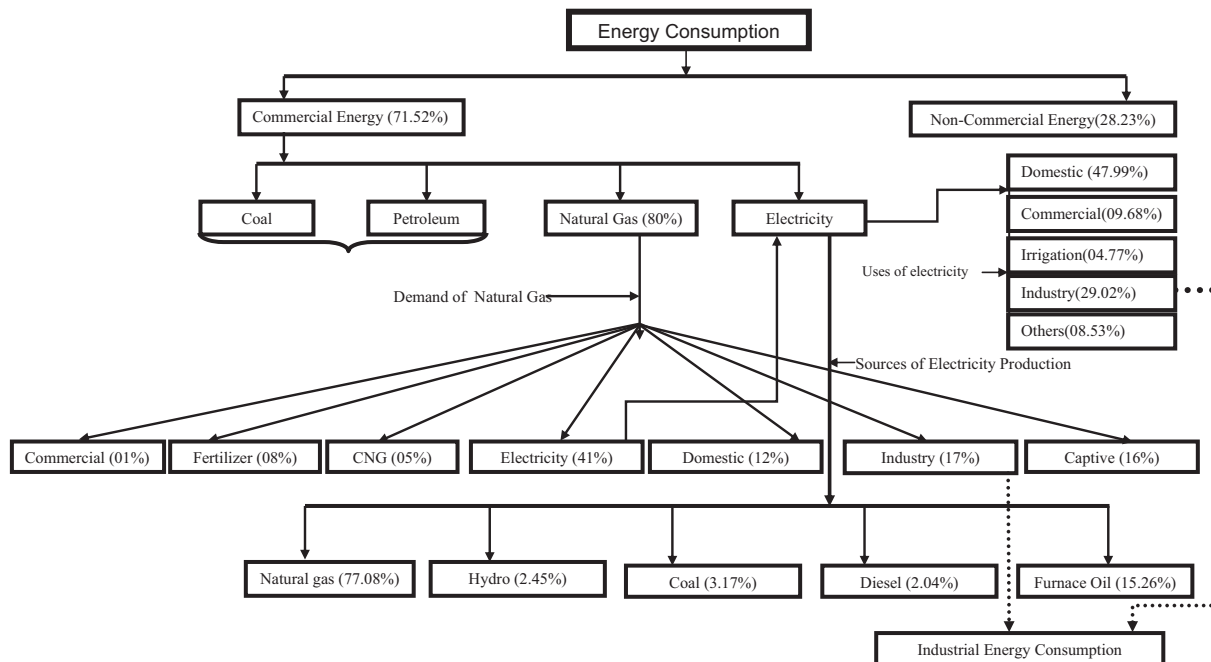 Energy Consumption
Commercial Energy (71.52%)
Non-Commercial Energy(28.23%)
Coal
Petroleum
Natural Gas (80%)
Electricity
Domestic (47.99%)
Commercial(09.68%)
Irrigation(04.77%)
Industry(29.02%)
Others(08.53%)
Uses of electricity
Demand of Natural Gas
Sources of Electricity Production
Commercial (01%)
Fertilizer (08%)
CNG (05%)
Electricity (41%)
Domestic (12%)
Industry (17%)
Captive (16%)
Natural gas (77.08%)
Hydro (2.45%)
Coal (3.17%)
Diesel (2.04%)
Furnace Oil (15.26%)
Industrial Energy Consumption